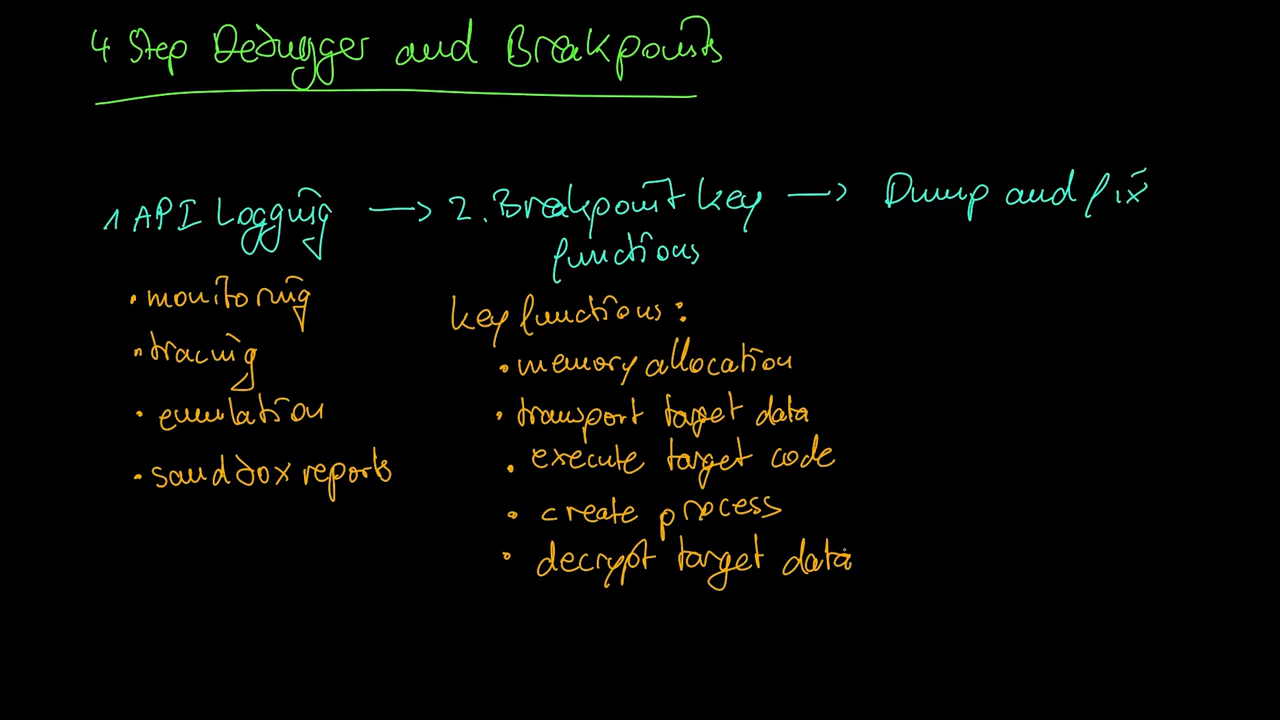 4 Step Debugger and Breakpoints
1 API Logging → 2. Breakpoint key → Dump and fix
functions
• monitoring
• tracing
• emulation
• sandbox reports
key functions:
• memory allocation
• transport target data
• execute target code
• create process
• decrypt target data